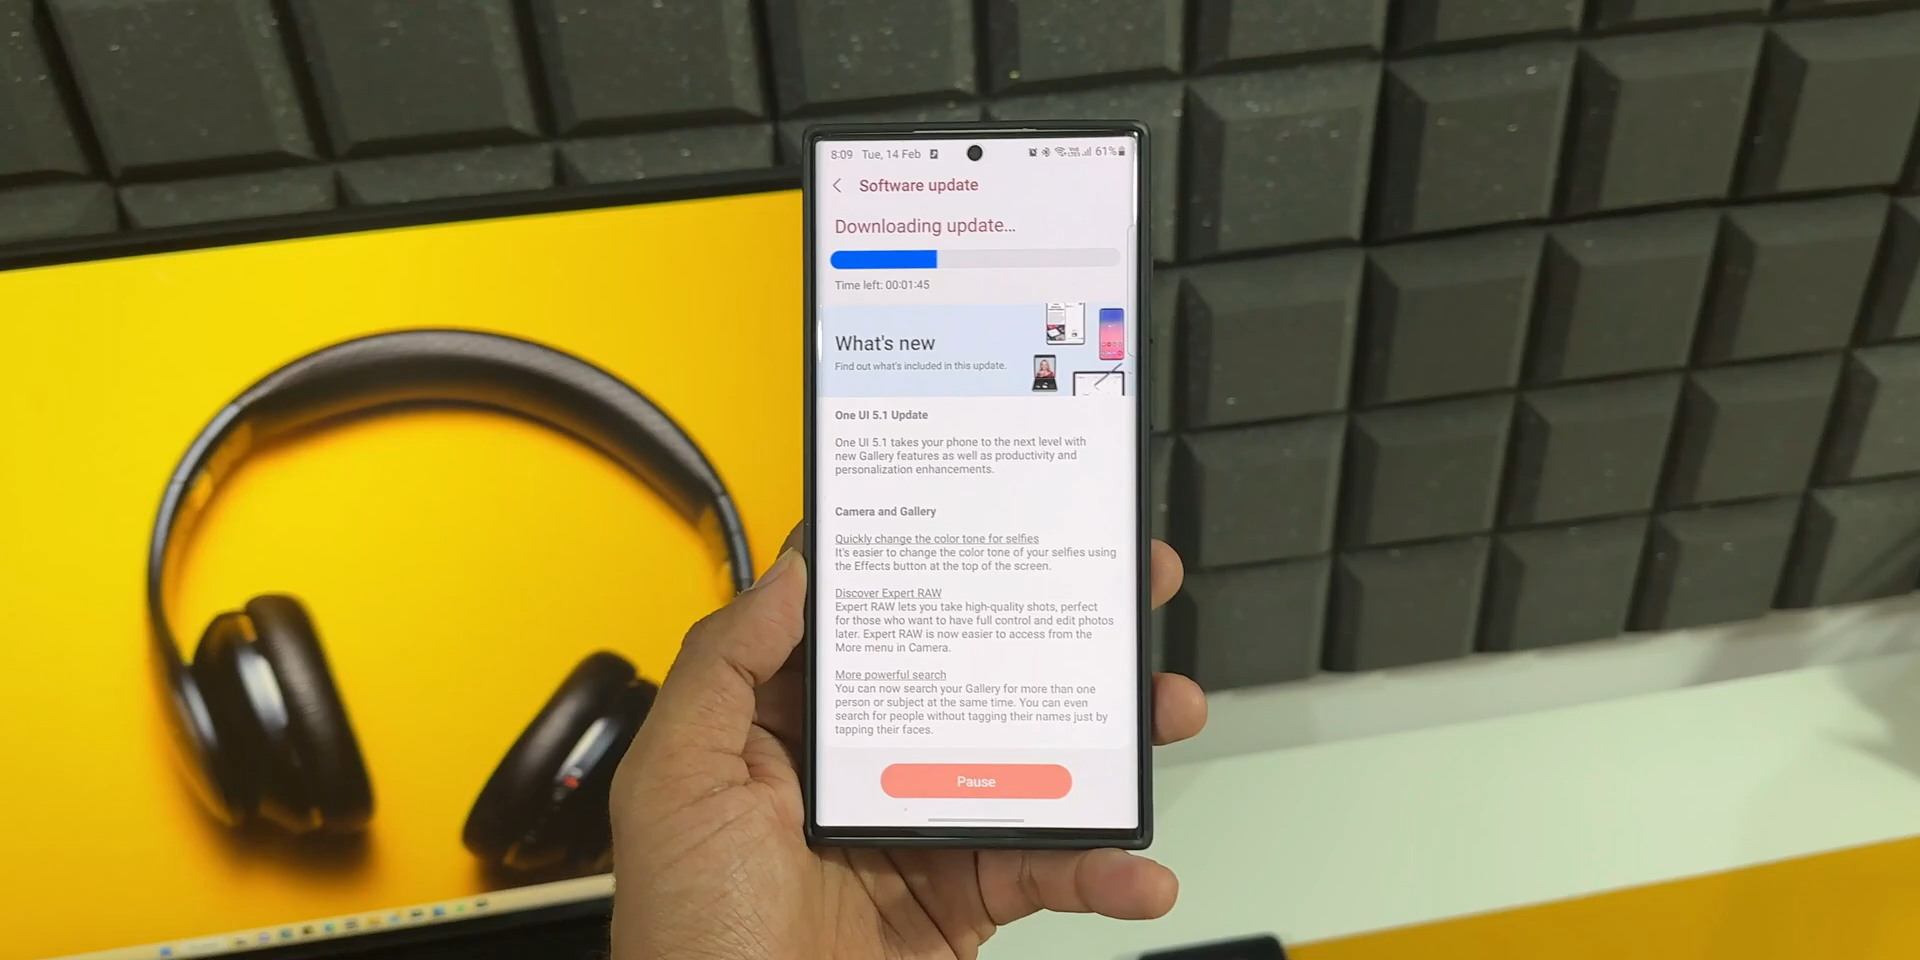 8:09 Tue, 14 Feb 61%
Software update
Downloading update...
Time left: 00:01:45
What's new
Find out what's included in this update.
One UI 5.1 Update
One UI 5.1 takes your phone to the next level with
new Gallery features as well as productivity and
personalization enhancements.
Camera and Gallery
Quickly change the color tone for selfies
It's easier to change the color tone of your selfies using
the Effects button at the top of the screen.
Discover Expert RAW
Expert RAW lets you take high-quality shots, perfect
for those who want to have full control and edit photos
later. Expert RAW is now easier to access from the
More menu in Camera.
More powerful search
You can now search your Gallery for more than one
person or subject at the same time. You can even
search for people without tagging their names just by
tapping their faces.
Pause